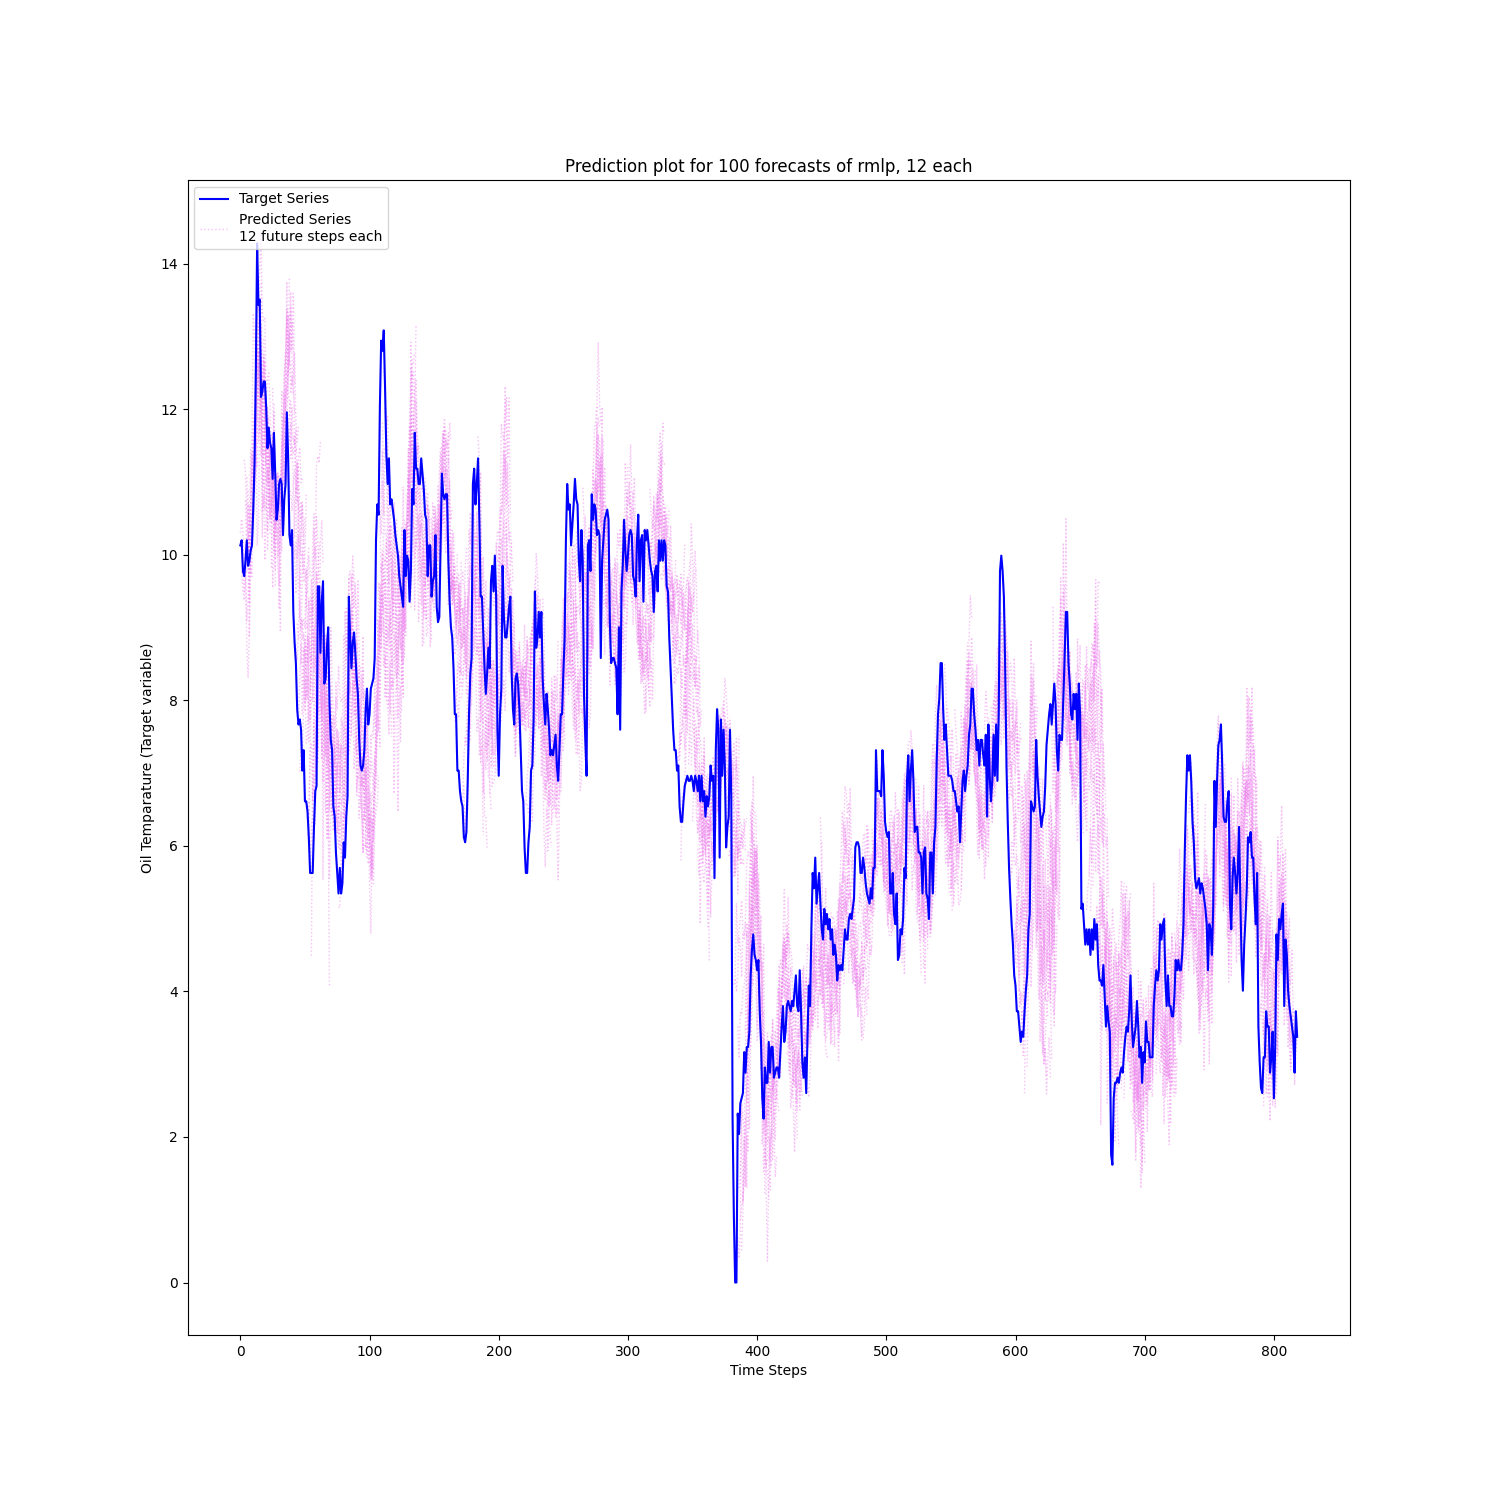 Prediction plot for 100 forecasts of rmlp, 12 each
Target Series
Predicted Series
12 future steps each
14
12
10
8
6
4
2
0
Oil Temparature (Target variable)
0 100 200 300 400 500 600 700 800
Time Steps